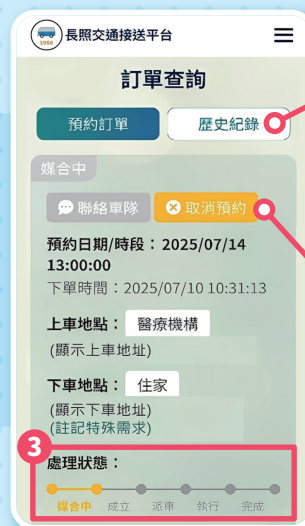 1966
長照交通接送平台
訂單查詢
預約訂單 歷史紀錄
媒合中
聯絡車隊 取消預約
預約日期/時段：2025/07/14
13:00:00
下單時間：2025/07/10 10:31:13
上車地點： 醫療機構
(顯示上車地址)
下車地點： 住家
(顯示下車地址)
(註記特殊需求)
3
處理狀態：
媒合中 成立 派車 執行 完成